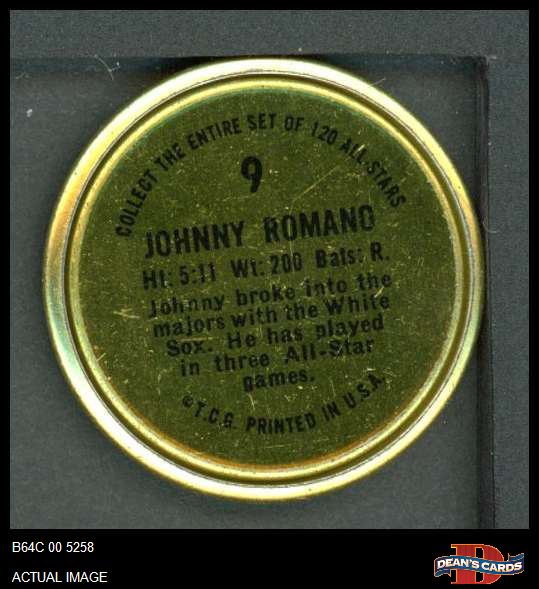 COLLECT THE ENTIRE SET OF 120 ALL-STARS
9
JOHNNY ROMANO
Ht: 5:11 Wt: 200 Bats: R.
Johnny broke into the
majors with the White
Sox. He has played
in three All-Star
games.
©T.C.G. PRINTED IN U.S.A.
B64C 00 5258
ACTUAL IMAGE
D
DEAN'S CARDS